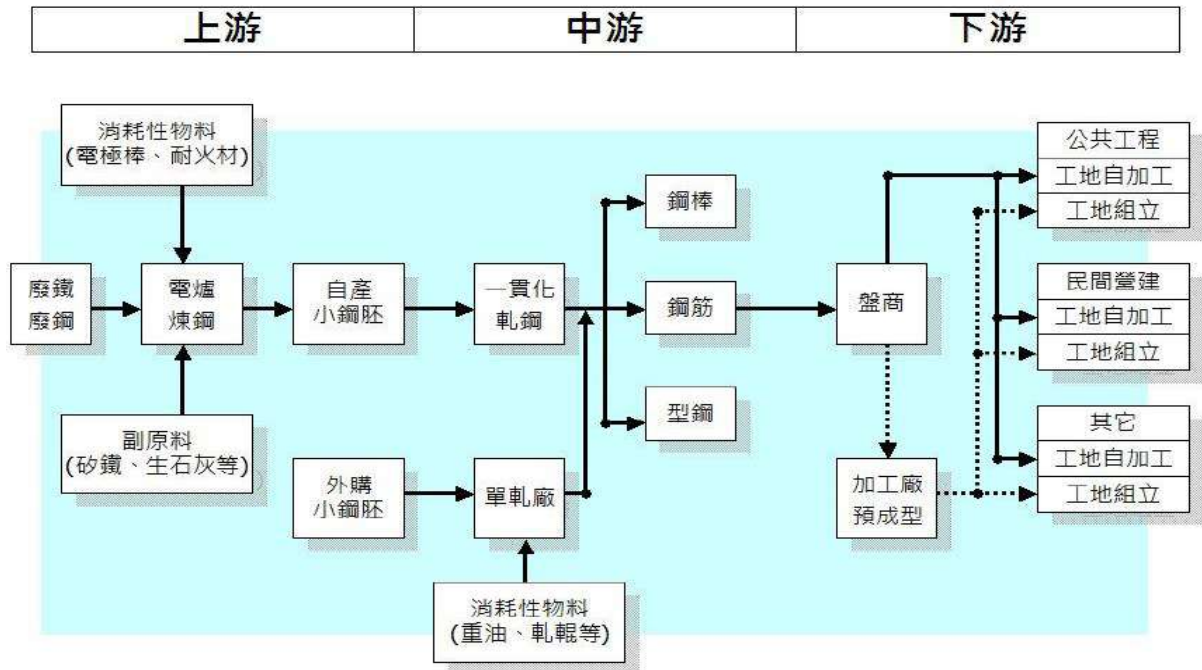 上游
中游
下游
消耗性物料
(電極棒、耐火材)
廢鐵
廢鋼
電爐
煉鋼
副原料
(矽鐵、生石灰等)
自產
小鋼胚
外購
小鋼胚
一貫化
軋鋼
單軋廠
消耗性物料
(重油、軋輥等)
鋼棒
鋼筋
型鋼
盤商
加工廠
預成型
公共工程
工地自加工
工地組立
民間營建
工地自加工
工地組立
其它
工地自加工
工地組立